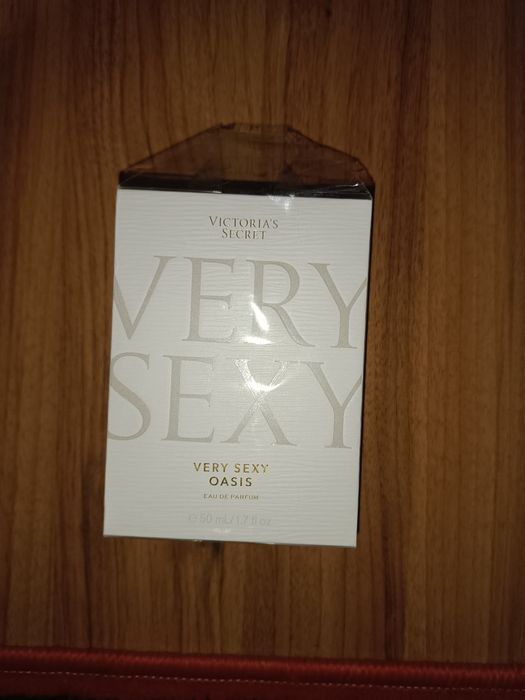 VICTORIA'S
SECRET
VERY
SEXY
VERY SEXY
OASIS
EAU DE PARFUM
℮ 50 mL/1.7 fl oz